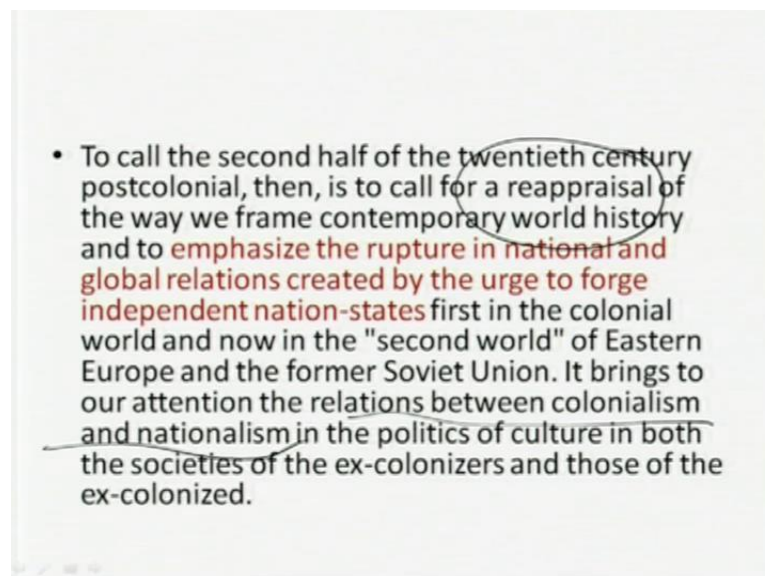 • To call the second half of the twentieth century
postcolonial, then, is to call for a reappraisal of
the way we frame contemporary world history
and to emphasize the rupture in national and
global relations created by the urge to forge
independent nation-states first in the colonial
world and now in the "second world" of Eastern
Europe and the former Soviet Union. It brings to
our attention the relations between colonialism
and nationalism in the politics of culture in both
the societies of the ex-colonizers and those of the
ex-colonized.